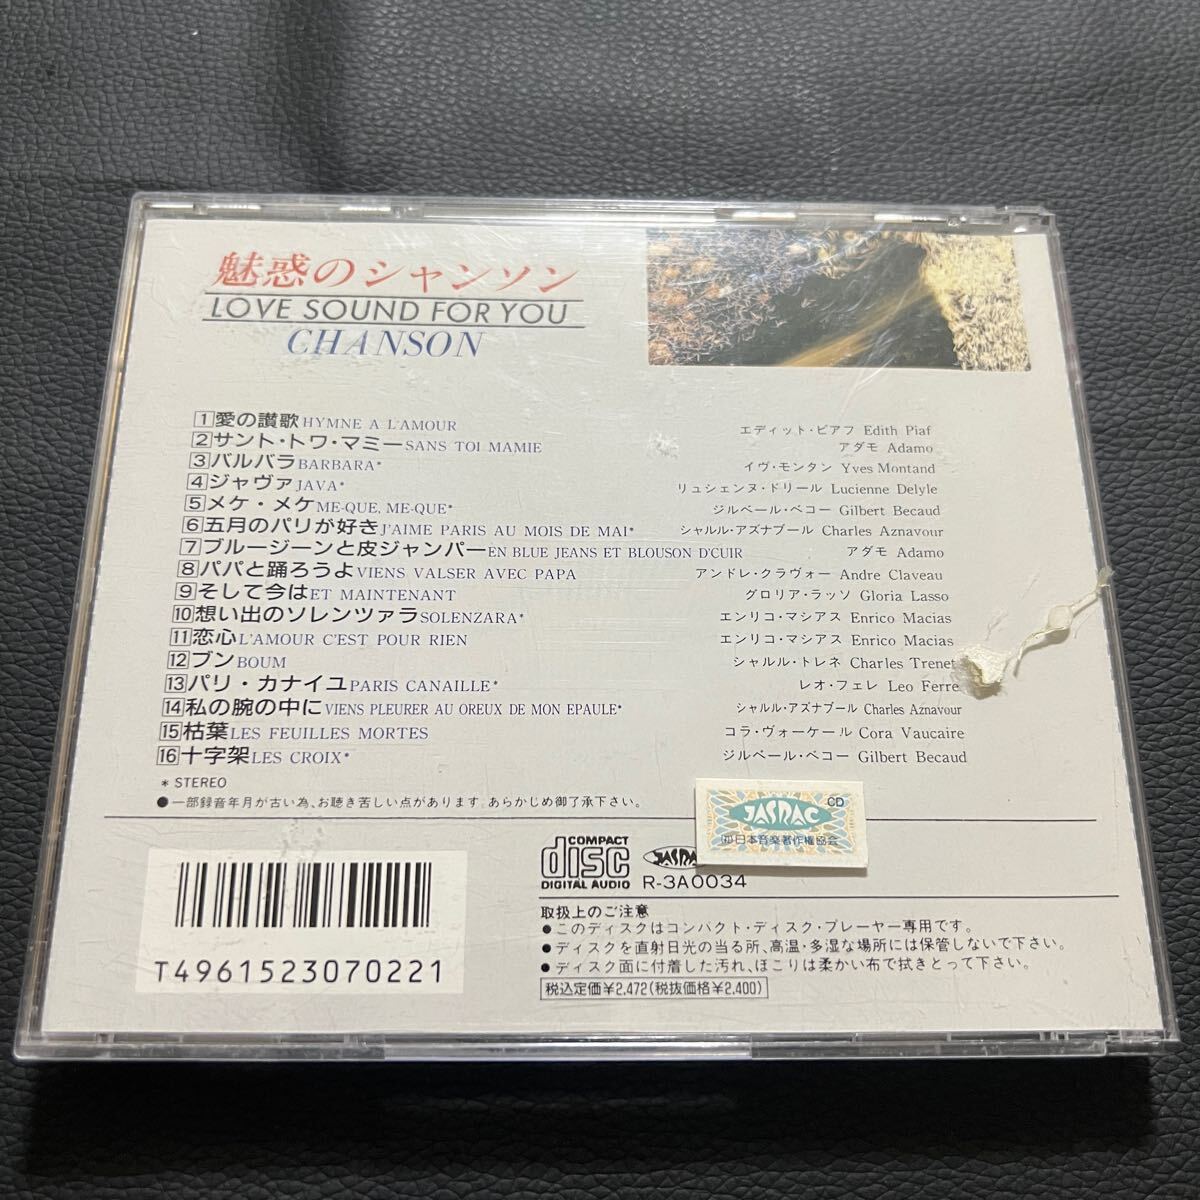 魅惑のシャンソン
LOVE SOUND FOR YOU
CHANSON
1 愛の讃歌 HYMNE A L'AMOUR エディット・ピアフ Edith Piaf
2 サント・トワ・マミー SANS TOI MAMIE アダモ Adamo
3 バルバラ BARBARA* イヴ・モンタン Yves Montand
4 ジャヴァ JAVA* リュシェンヌ・ドリール Lucienne Delyle
5 メケ・メケ ME-QUE, ME-QUE* ジルベール・ベコー Gilbert Becaud
6 五月のパリが好き J'AIME PARIS AU MOIS DE MAI* シャルル・アズナブール Charles Aznavour
7 ブルージーンと皮ジャンパー EN BLUE JEANS ET BLOUSON D'CUIR アダモ Adamo
8 パパと踊ろうよ VIENS VALSER AVEC PAPA アンドレ・クラヴォー Andre Claveau
9 そして今は ET MAINTENANT グロリア・ラッソ Gloria Lasso
10 想い出のソレンツァラ SOLENZARA* エンリコ・マシアス Enrico Macias
11 恋心 L'AMOUR C'EST POUR RIEN エンリコ・マシアス Enrico Macias
12 ブン BOUM シャルル・トレネ Charles Trenet
13 パリ・カナイユ PARIS CANAILLE* レオ・フェレ Leo Ferre
14 私の腕の中に VIENS PLEURER AU OREUX DE MON EPAULE* シャルル・アズナブール Charles Aznavour
15 枯葉 LES FEUILLES MORTES コラ・ヴォーケール Cora Vaucaire
16 十字架 LES CROIX* ジルベール・ベコー Gilbert Becaud
* STEREO
●一部録音年月が古い為、お聴き苦しい点があります。あらかじめ御了承下さい。
JASRAC CD
(社)日本音楽著作権協会
COMPACT
disc
DIGITAL AUDIO
R-3A0034
T4961523070221
取扱上のご注意
●このディスクはコンパクト・ディスク・プレーヤー専用です。
●ディスクを直射日光の当る所、高温・多湿な場所には保管しないで下さい。
●ディスク面に付着した汚れ、ほこりは柔かい布で拭きとって下さい。
税込定価¥2,472(税抜価格¥2,400)